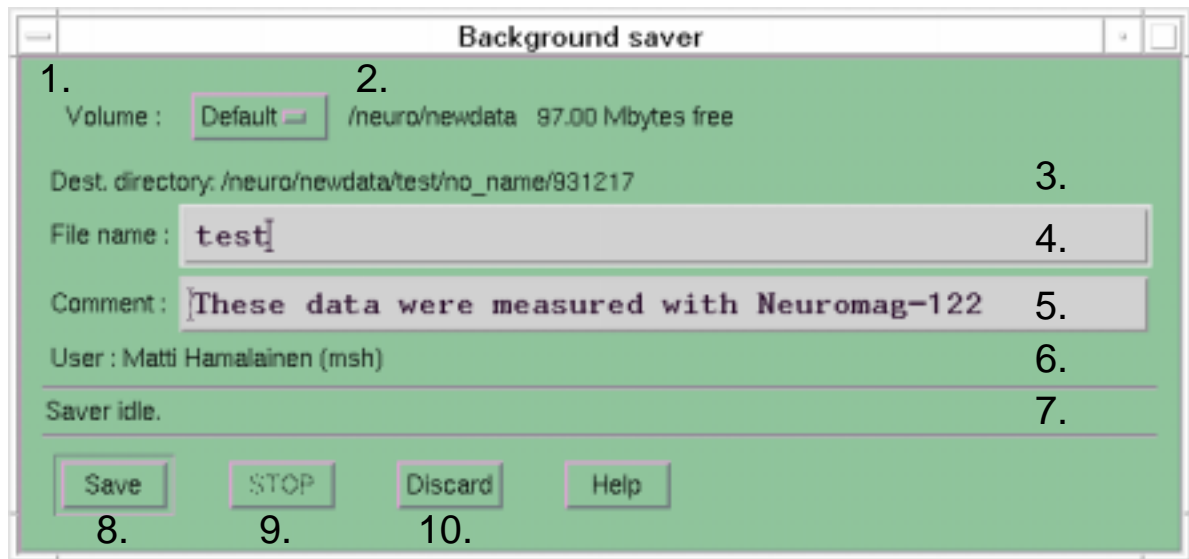 Background saver
1. 2.
Volume : Default /neuro/newdata 97.00 Mbytes free
Dest. directory: /neuro/newdata/test/no_name/931217 3.
File name : test 4.
Comment : These data were measured with Neuromag-122 5.
User : Matti Hamalainen (msh) 6.
Saver idle. 7.
Save STOP Discard Help
8. 9. 10.